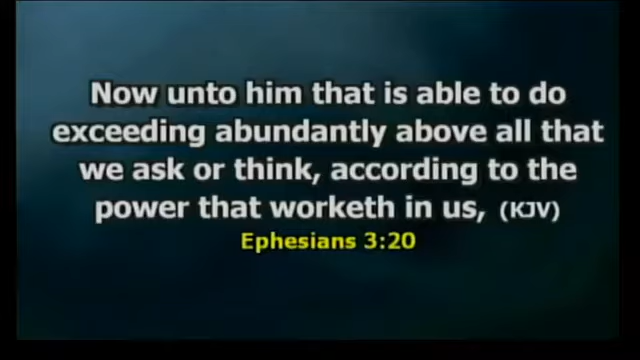 Now unto him that is able to do
exceeding abundantly above all that
we ask or think, according to the
power that worketh in us, (KJV)
Ephesians 3:20